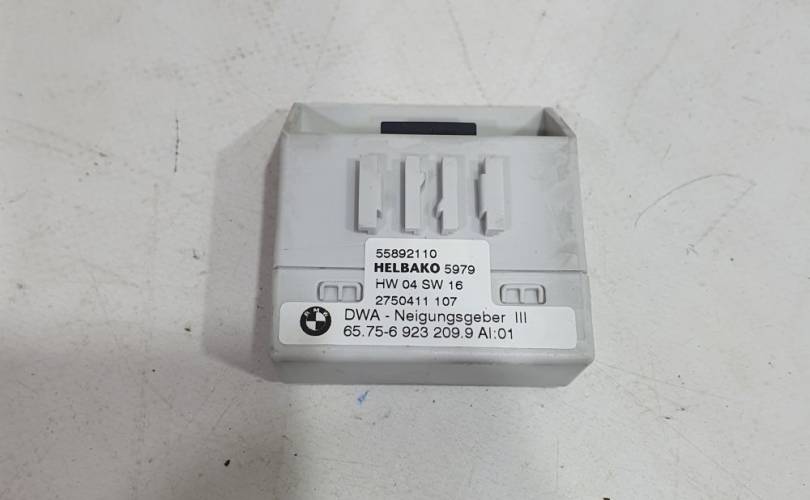 55892110
HELBAKO 5979
HW 04 SW 16
2750411 107
BMW
DWA - Neigungsgeber III
65.75-6 923 209.9 AI:01